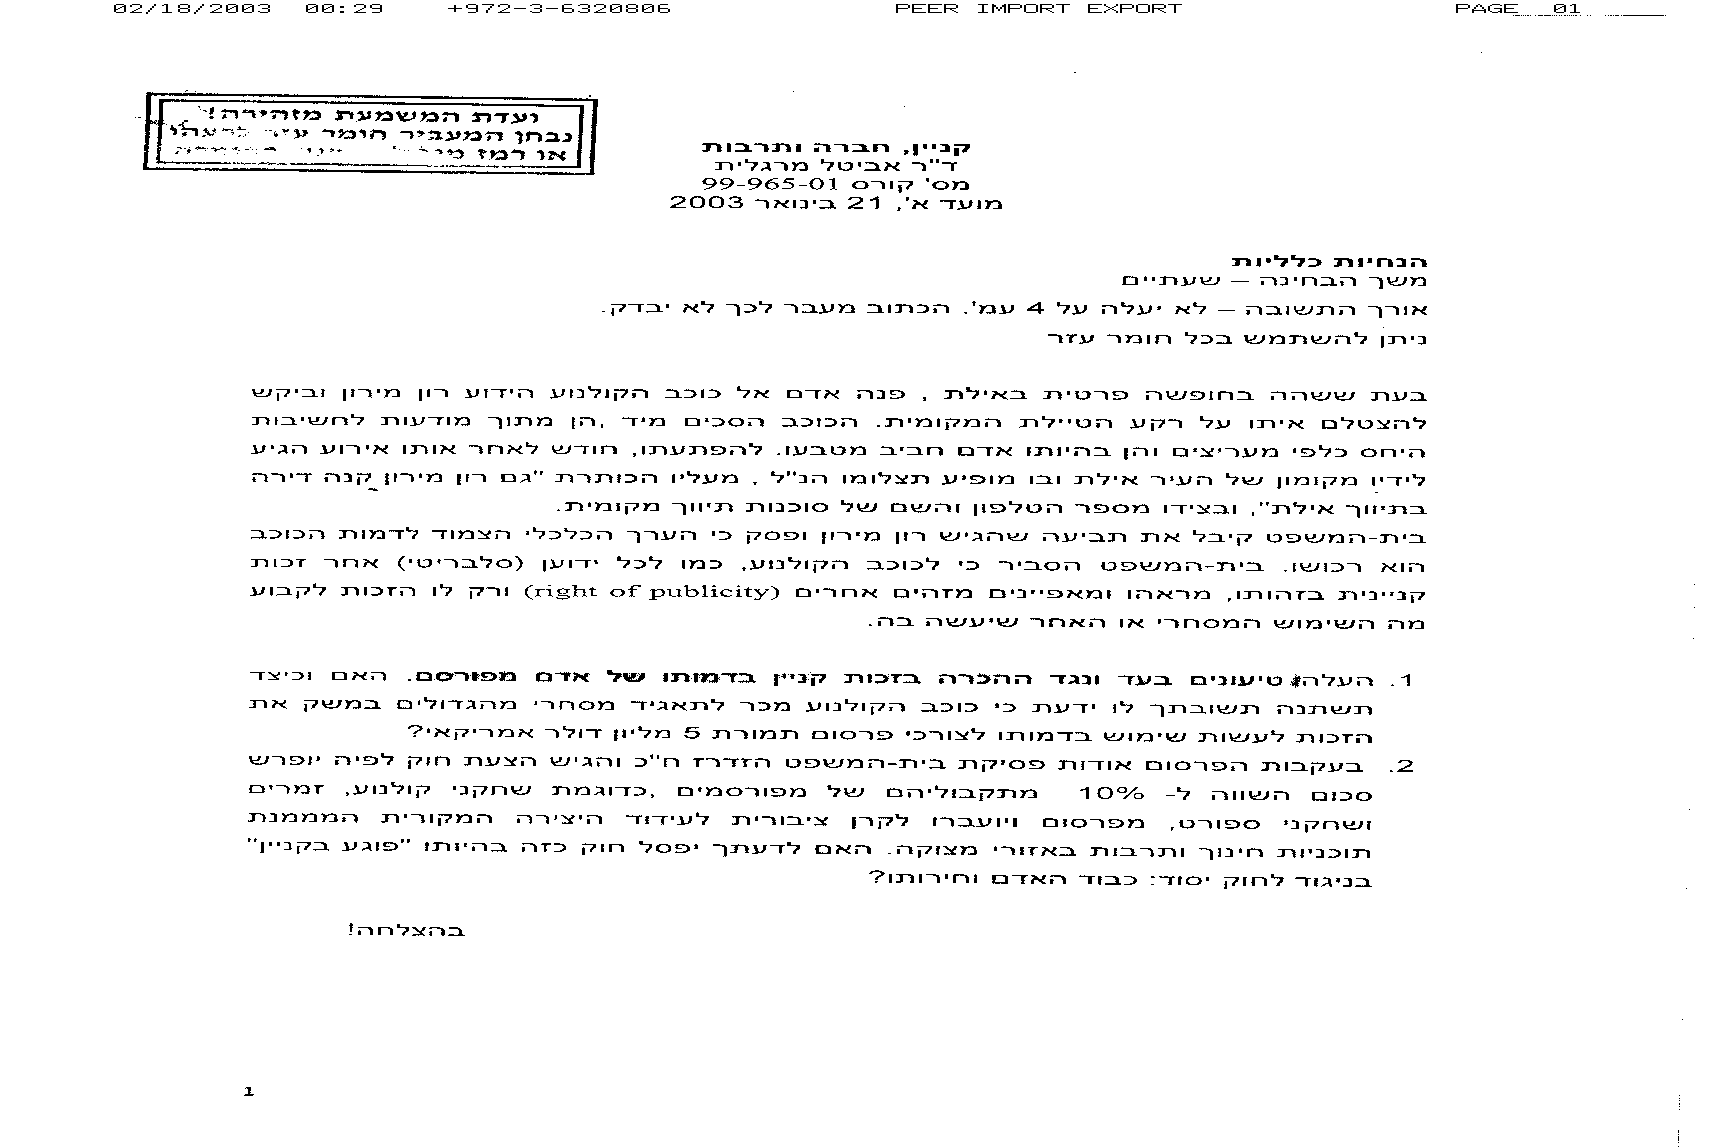 02/18/2003 00:29 +972-3-6320806 PEER IMPORT EXPORT PAGE 01
ועדת המשמעת מזהירה!
נבחן המעביר חומר עזר לרעהו
או רמז
קניין, חברה ותרבות
ד"ר אביטל מרגלית
מס' קורס 99-965-01
מועד א', 21 בינואר 2003
הנחיות כלליות
משך הבחינה – שעתיים
אורך התשובה – לא יעלה על 4 עמ'. הכתוב מעבר לכך לא יבדק.
ניתן להשתמש בכל חומר עזר
בעת ששהה בחופשה פרטית באילת , פנה אדם אל כוכב הקולנוע הידוע רון מירון וביקש
להצטלם איתו על רקע הטיילת המקומית. הכוכב הסכים מיד ,הן מתוך מודעות לחשיבות
היחס כלפי מעריצים והן בהיותו אדם חביב מטבעו. להפתעתו, חודש לאחר אותו אירוע הגיע
לידיו מקומון של העיר אילת ובו מופיע תצלומו הנ"ל , מעליו הכותרת "גם רון מירון קנה דירה
בתיווך אילת", ובצידו מספר הטלפון והשם של סוכנות תיווך מקומית.
בית-המשפט קיבל את תביעה שהגיש רון מירון ופסק כי הערך הכלכלי הצמוד לדמות הכוכב
הוא רכושו. בית-המשפט הסביר כי לכוכב הקולנוע, כמו לכל ידוען (סלבריטי) אחר זכות
קניינית בזהותו, מראהו ומאפיינים מזהים אחרים (right of publicity) ורק לו הזכות לקבוע
מה השימוש המסחרי או האחר שיעשה בה.
1. העלה טיעונים בעד ונגד ההכרה בזכות קניין בדמותו של אדם מפורסם. האם וכיצד
תשתנה תשובתך לו ידעת כי כוכב הקולנוע מכר לתאגיד מסחרי מהגדולים במשק את
הזכות לעשות שימוש בדמותו לצורכי פרסום תמורת 5 מליון דולר אמריקאי?
2. בעקבות הפרסום אודות פסיקת בית-המשפט הזדרז ח"כ והגיש הצעת חוק לפיה יופרש
סכום השווה ל- 10% מתקבוליהם של מפורסמים ,כדוגמת שחקני קולנוע, זמרים
ושחקני ספורט, מפרסום ויועברו לקרן ציבורית לעידוד היצירה המקורית המממנת
תוכניות חינוך ותרבות באזורי מצוקה. האם לדעתך יפסל חוק כזה בהיותו "פוגע בקניין"
בניגוד לחוק יסוד: כבוד האדם וחירותו?
בהצלחה!
1